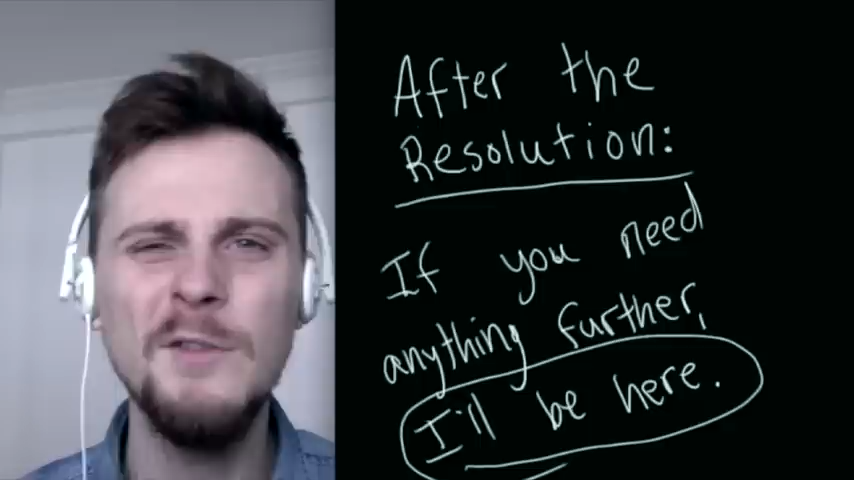 After the
Resolution:
If you need
anything further,
I'll be here.